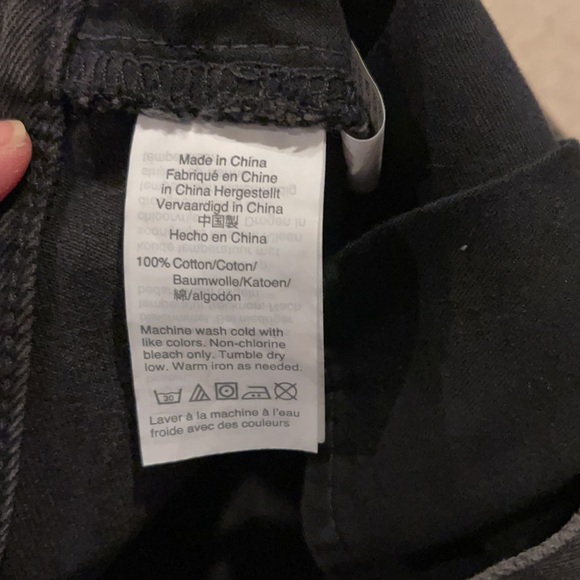 Made in China
Fabriqué en Chine
in China Hergestellt
Vervaardigd in China
中国製
Hecho en China
100% Cotton/Coton/
Baumwolle/Katoen/
綿/algodón
Machine wash cold with
like colors. Non-chlorine
bleach only. Tumble dry
low. Warm iron as needed.
30
Laver à la machine à l'eau
froide avec des couleurs